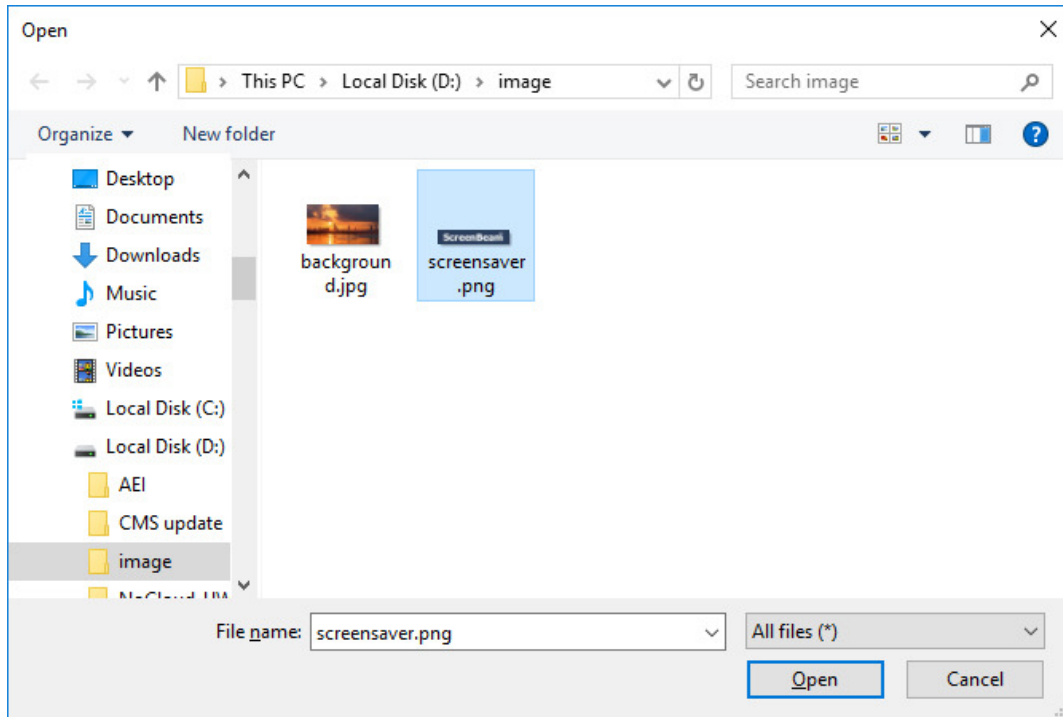 Open
This PC > Local Disk (D:) > image
Search image
Organize
New folder
Desktop
Documents
Downloads
Music
Pictures
Videos
Local Disk (C:)
Local Disk (D:)
AEI
CMS update
image
ScreenBeam
backgroun
d.jpg
screensaver
.png
File name:
screensaver.png
All files (*)
Open
Cancel